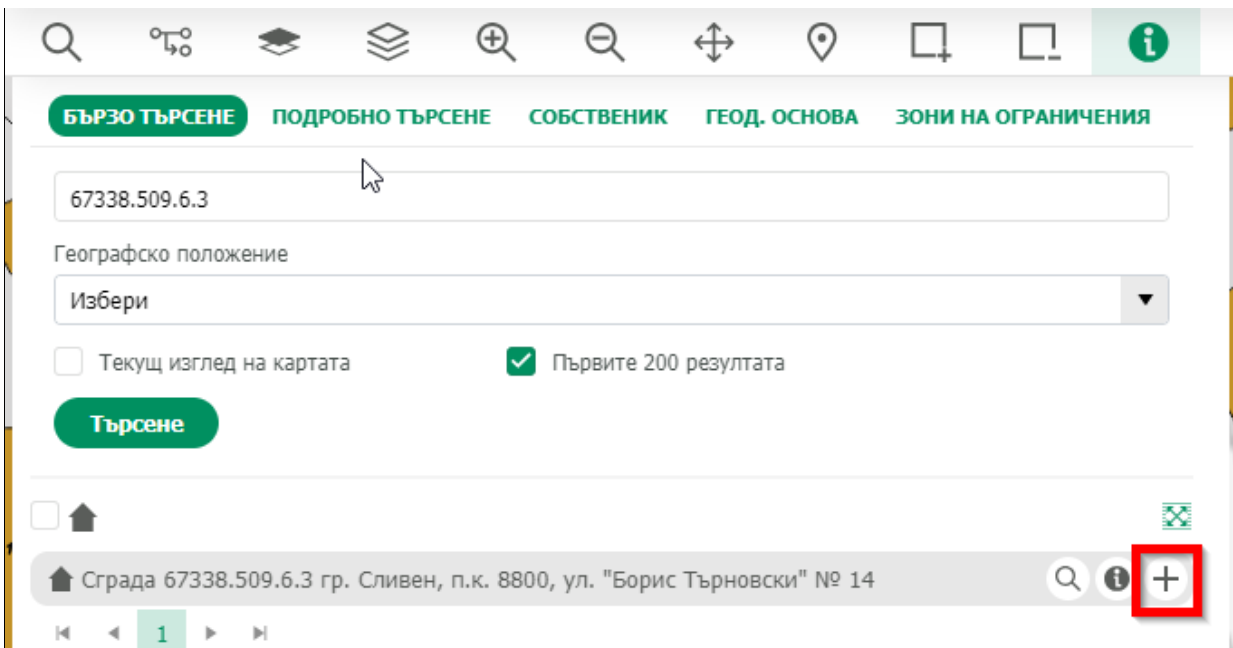 БЪРЗО ТЪРСЕНЕ ПОДРОБНО ТЪРСЕНЕ СОБСТВЕНИК ГЕОД. ОСНОВА ЗОНИ НА ОГРАНИЧЕНИЯ
67338.509.6.3
Географско положение
Избери
Текущ изглед на картата Първите 200 резултата
Търсене
Сграда 67338.509.6.3 гр. Сливен, п.к. 8800, ул. "Борис Търновски" № 14
1